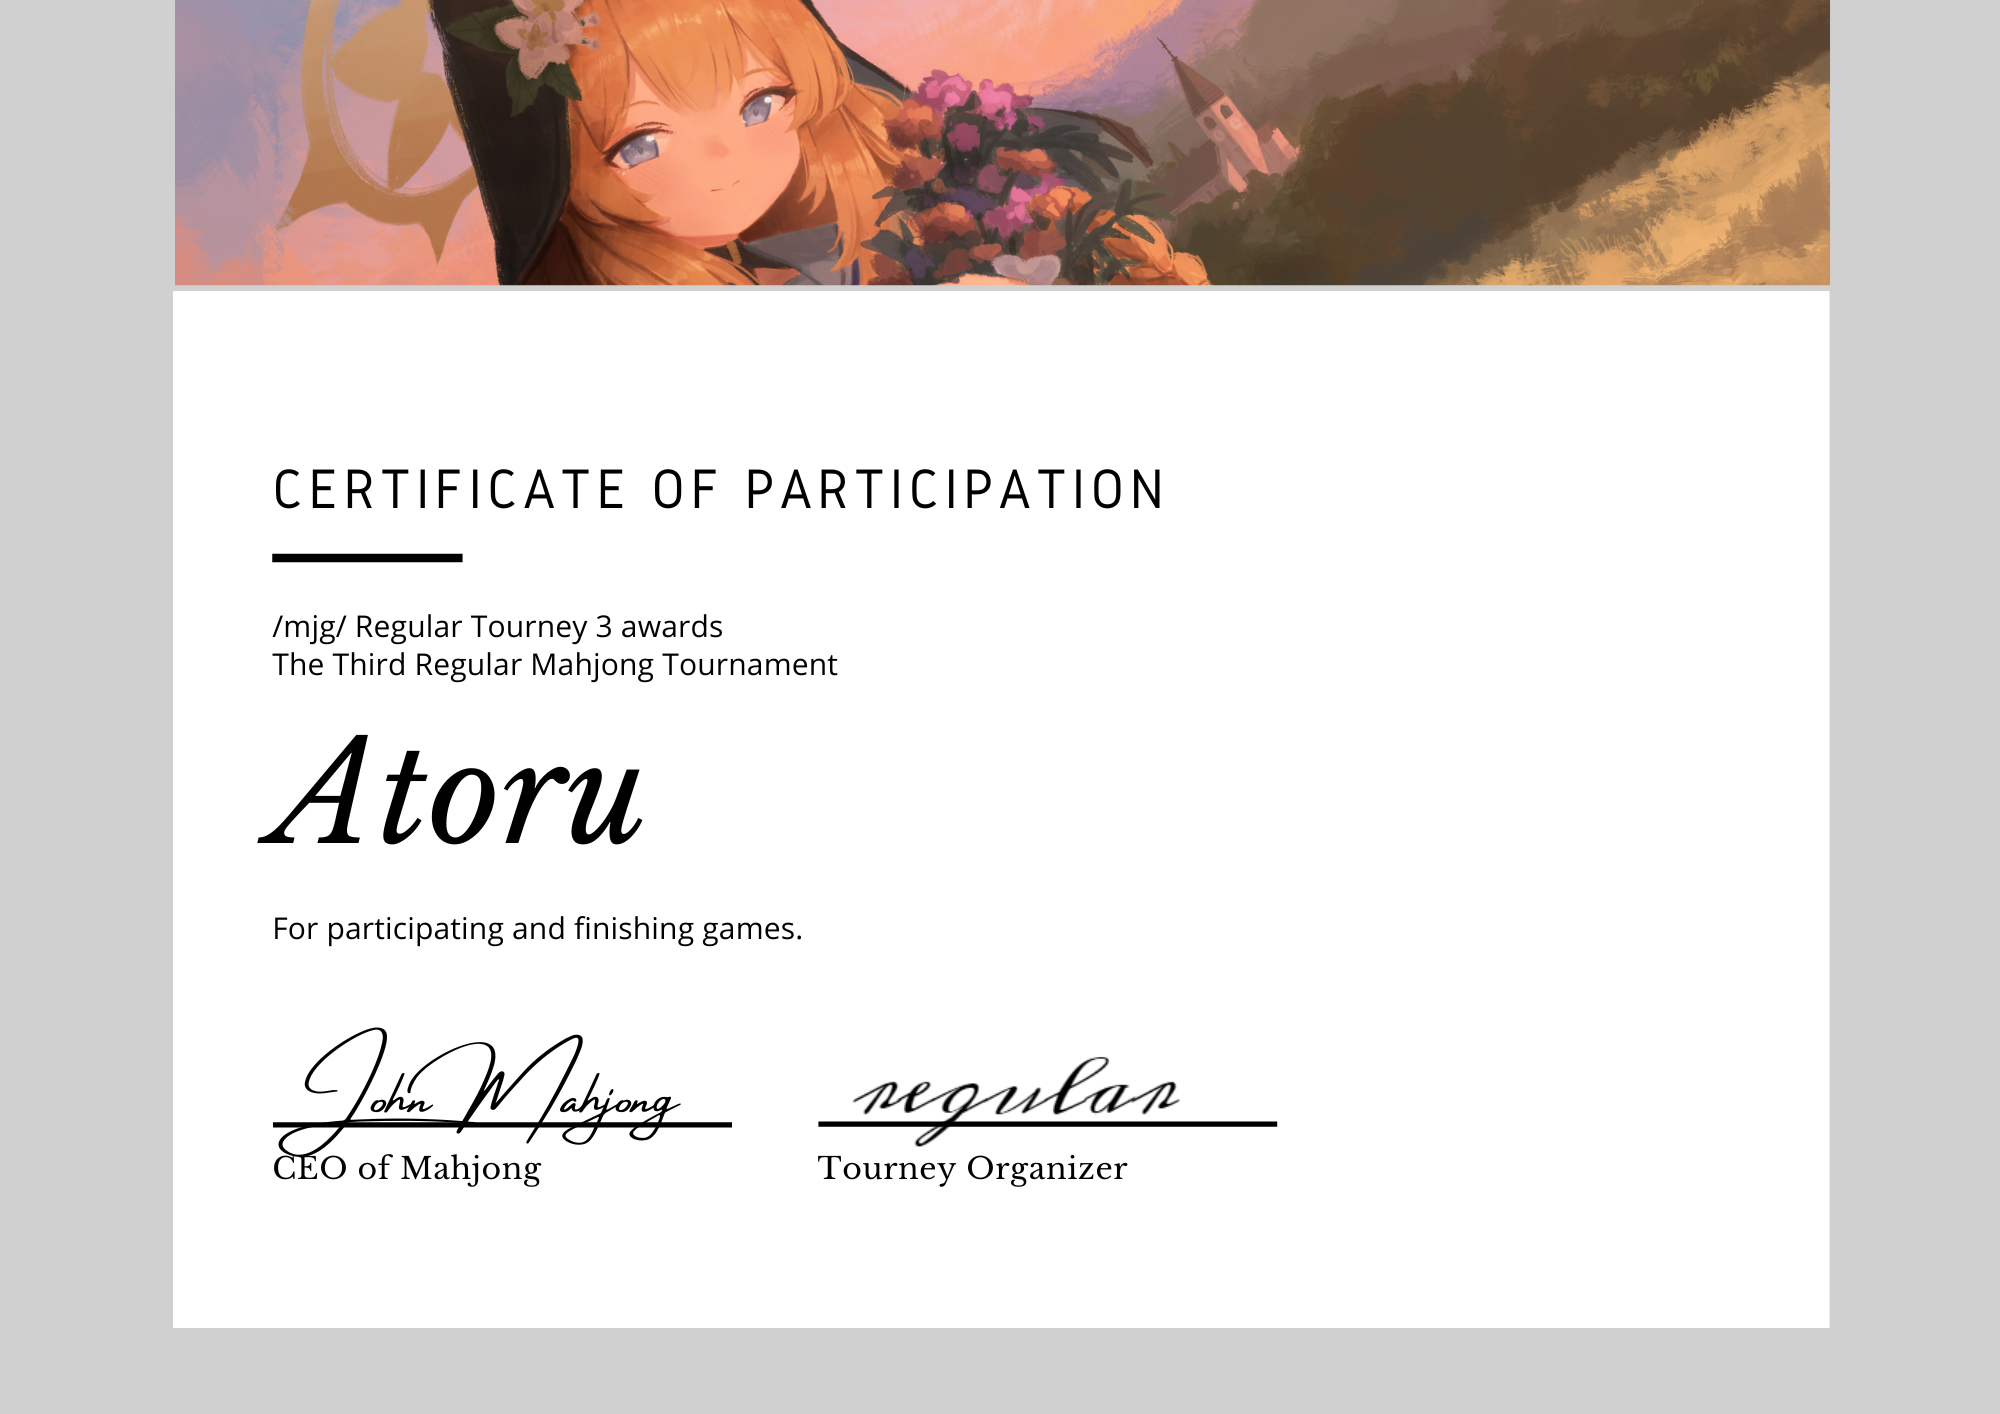 CERTIFICATE OF PARTICIPATION
/mjg/ Regular Tourney 3 awards
The Third Regular Mahjong Tournament
Atoru
For participating and finishing games.
John Mahjong
CEO of Mahjong
regular
Tourney Organizer